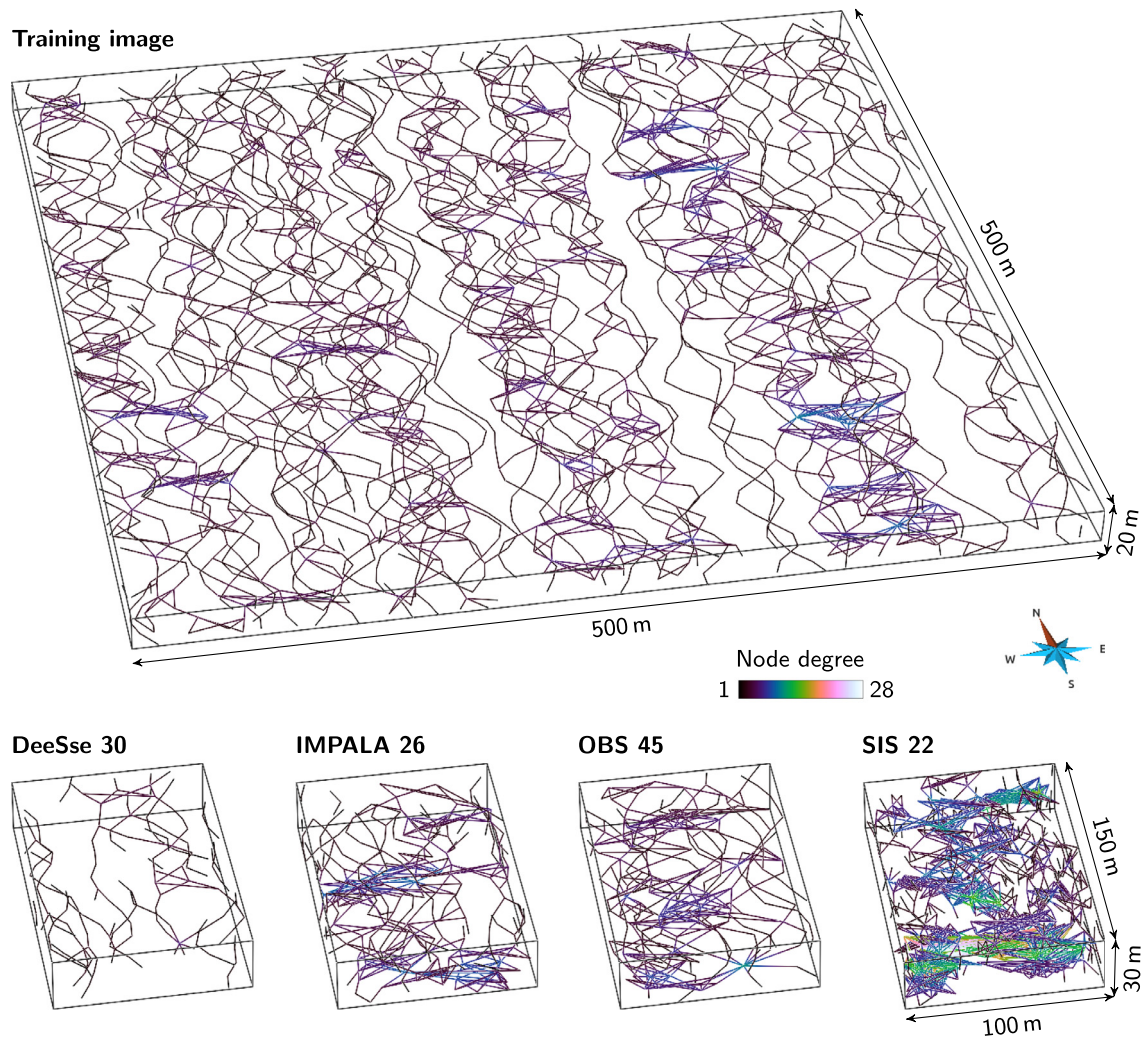 Training image
500 m
20 m
500 m
N
W
E
S
Node degree
1 28
DeeSse 30
IMPALA 26
OBS 45
SIS 22
150 m
30 m
100 m